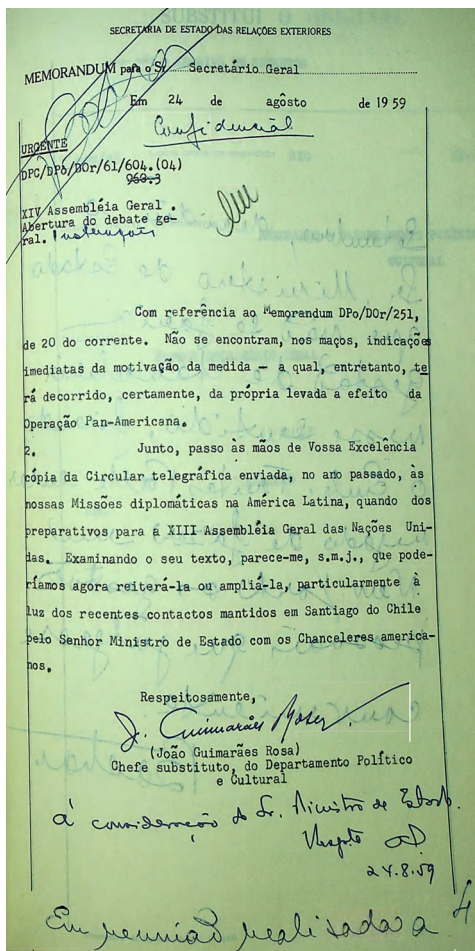 SECRETARIA DE ESTADO DAS RELAÇÕES EXTERIORES
MEMORANDUM para o Sr. Secretário Geral
Em 24 de agôsto de 1959
Confidencial
URGENTE
DPC/DPo/DOr/61/604.(04)
960.3
XIV Assembléia Geral.
Abertura do debate ge-
ral. Instruções
Com referência ao Memorandum DPo/DOr/251,
de 20 do corrente. Não se encontram, nos maços, indicações
imediatas da motivação da medida — a qual, entretanto, te
rá decorrido, certamente, da própria levada a efeito da
Operação Pan-Americana.
2. Junto, passo às mãos de Vossa Excelência
cópia da Circular telegráfica enviada, no ano passado, às
nossas Missões diplomáticas na América Latina, quando dos
preparativos para a XIII Assembléia Geral das Nações Uni-
das. Examinando o seu texto, parece-me, s.m.j., que pode-
ríamos agora reiterá-la ou ampliá-la, particularmente à
luz dos recentes contactos mantidos em Santiago do Chile
pelo Senhor Ministro de Estado com os Chanceleres america-
nos.
Respeitosamente,
J. Guimarães Rosa
(João Guimarães Rosa)
Chefe substituto, do Departamento Político
e Cultural
à consideração do Sr. Ministro de Estado.
24.8.59
Em reunião realizada a 4